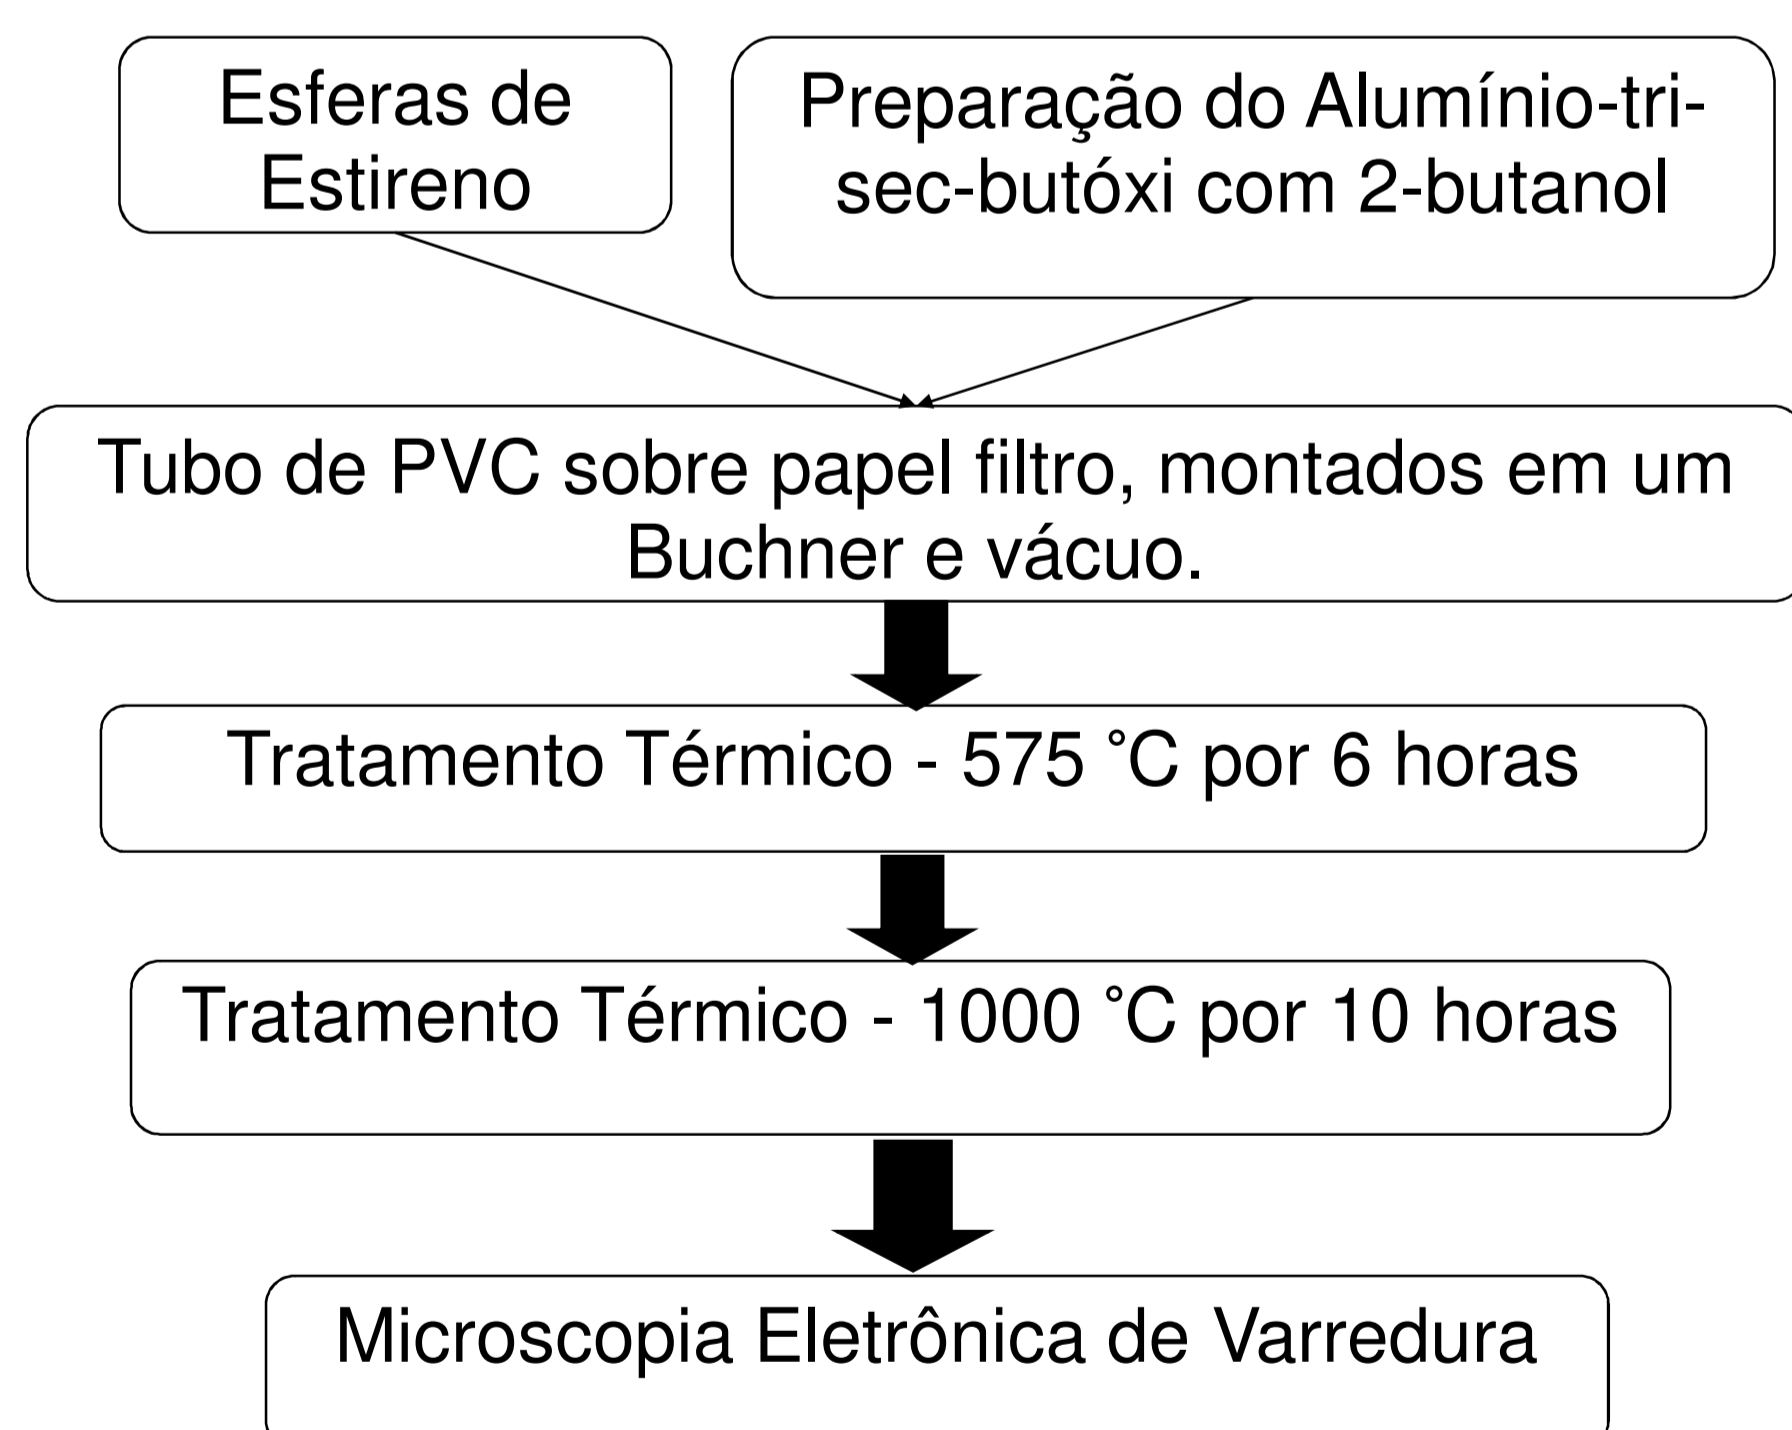 Esferas de
Estireno
Preparação do Alumínio-tri-
sec-butóxi com 2-butanol
Tubo de PVC sobre papel filtro, montados em um
Buchner e vácuo.
Tratamento Térmico - 575 °C por 6 horas
Tratamento Térmico - 1000 °C por 10 horas
Microscopia Eletrônica de Varredura